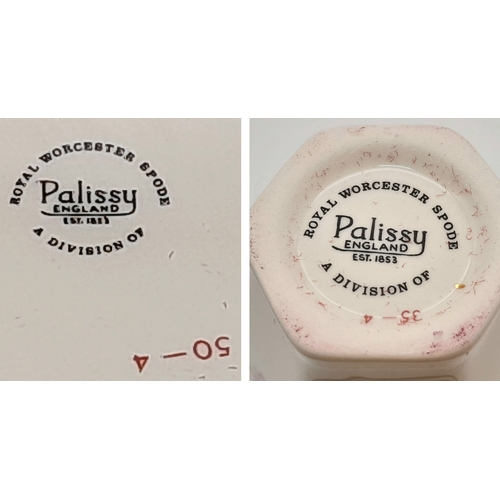 ROYAL WORCESTER SPODE
Palissy
ENGLAND
EST. 1853
A DIVISION OF
50-4
ROYAL WORCESTER SPODE
Palissy
ENGLAND
EST. 1853
A DIVISION OF
35-4